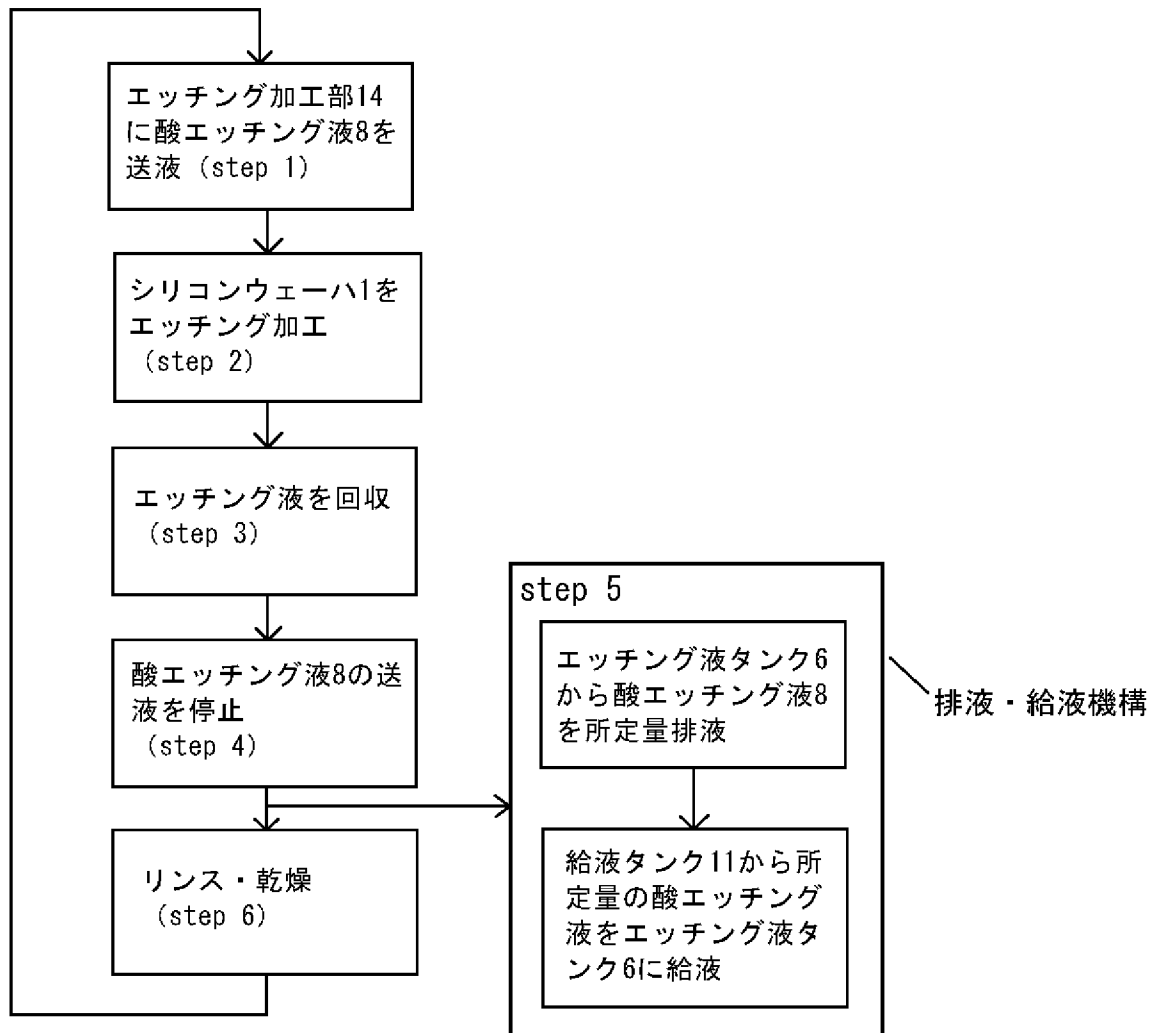 エッチング加工部14
に酸エッチング液8を
送液 (step 1)
シリコンウェーハ1を
エッチング加工
(step 2)
エッチング液を回収
(step 3)
酸エッチング液8の送
液を停止
(step 4)
リンス・乾燥
(step 6)
step 5
エッチング液タンク6
から酸エッチング液8
を所定量排液
給液タンク11から所
定量の酸エッチング
液をエッチング液タ
ンク6に給液
排液・給液機構